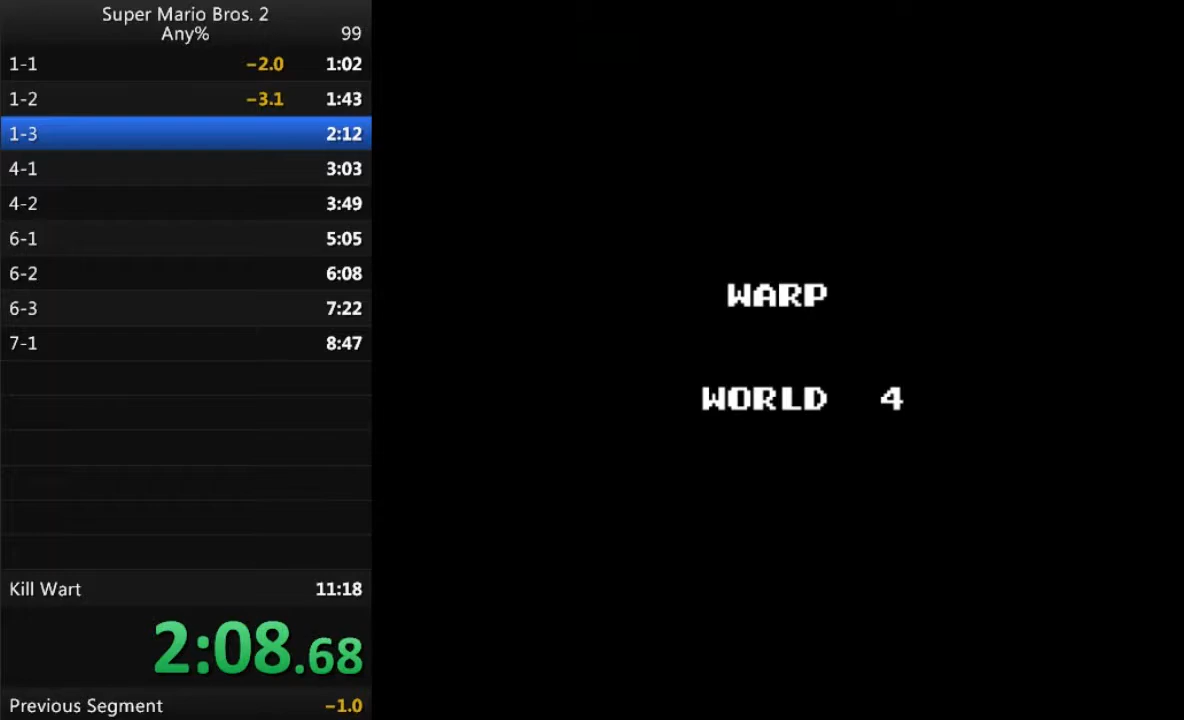 Super Mario Bros. 2
Any% 99
1-1 −2.0 1:02
1-2 −3.1 1:43
1-3 2:12
4-1 3:03
4-2 3:49
6-1 5:05
6-2 6:08
6-3 7:22
7-1 8:47
Kill Wart 11:18
2:08.68
Previous Segment −1.0
WARP
WORLD 4